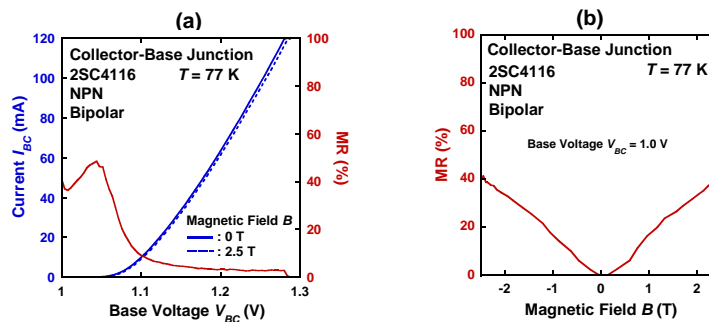 (a)
120
100
80
60
40
20
0
Current I_BC (mA)
Collector-Base Junction
2SC4116 T = 77 K
NPN
Bipolar
Magnetic Field B
: 0 T
: 2.5 T
100
80
60
40
20
0
MR (%)
1 1.1 1.2 1.3
Base Voltage V_BC (V)
(b)
100
80
60
40
20
0
MR (%)
Collector-Base Junction
2SC4116 T = 77 K
NPN
Bipolar
Base Voltage V_BC = 1.0 V
-2 -1 0 1 2
Magnetic Field B (T)